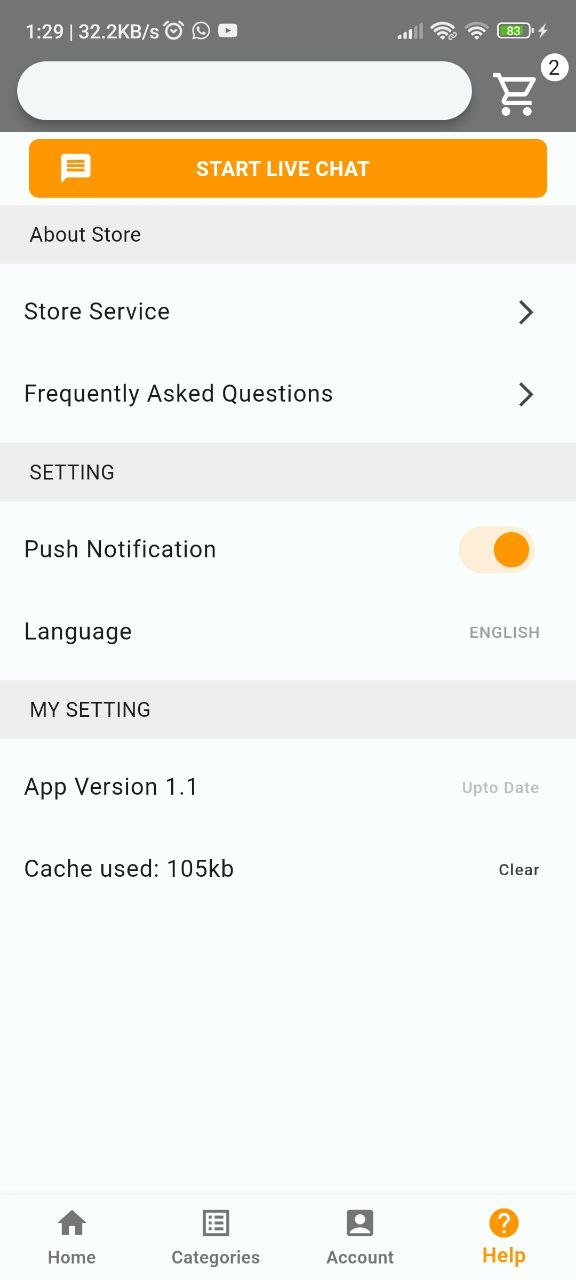 1:29 | 32.2KB/s
83
2
START LIVE CHAT
About Store
Store Service
Frequently Asked Questions
SETTING
Push Notification
Language
ENGLISH
MY SETTING
App Version 1.1
Upto Date
Cache used: 105kb
Clear
Home
Categories
Account
Help